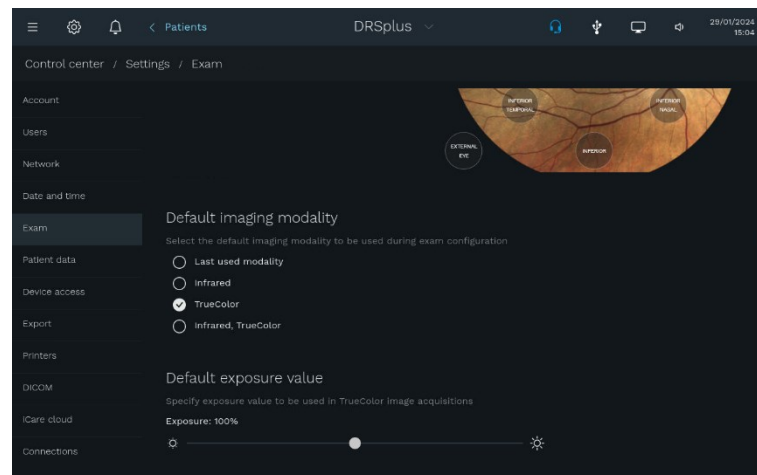 Patients
DRSplus
29/01/2024
15:04
Control center / Settings / Exam
Account
Users
Network
Date and time
Exam
Patient data
Device access
Export
Printers
DICOM
iCare cloud
Connections
INFERIOR
TEMPORAL
INFERIOR
NASAL
EXTERNAL
EYE
INFERIOR
Default imaging modality
Select the default imaging modality to be used during exam configuration
Last used modality
Infrared
TrueColor
Infrared, TrueColor
Default exposure value
Specify exposure value to be used in TrueColor image acquisitions
Exposure: 100%